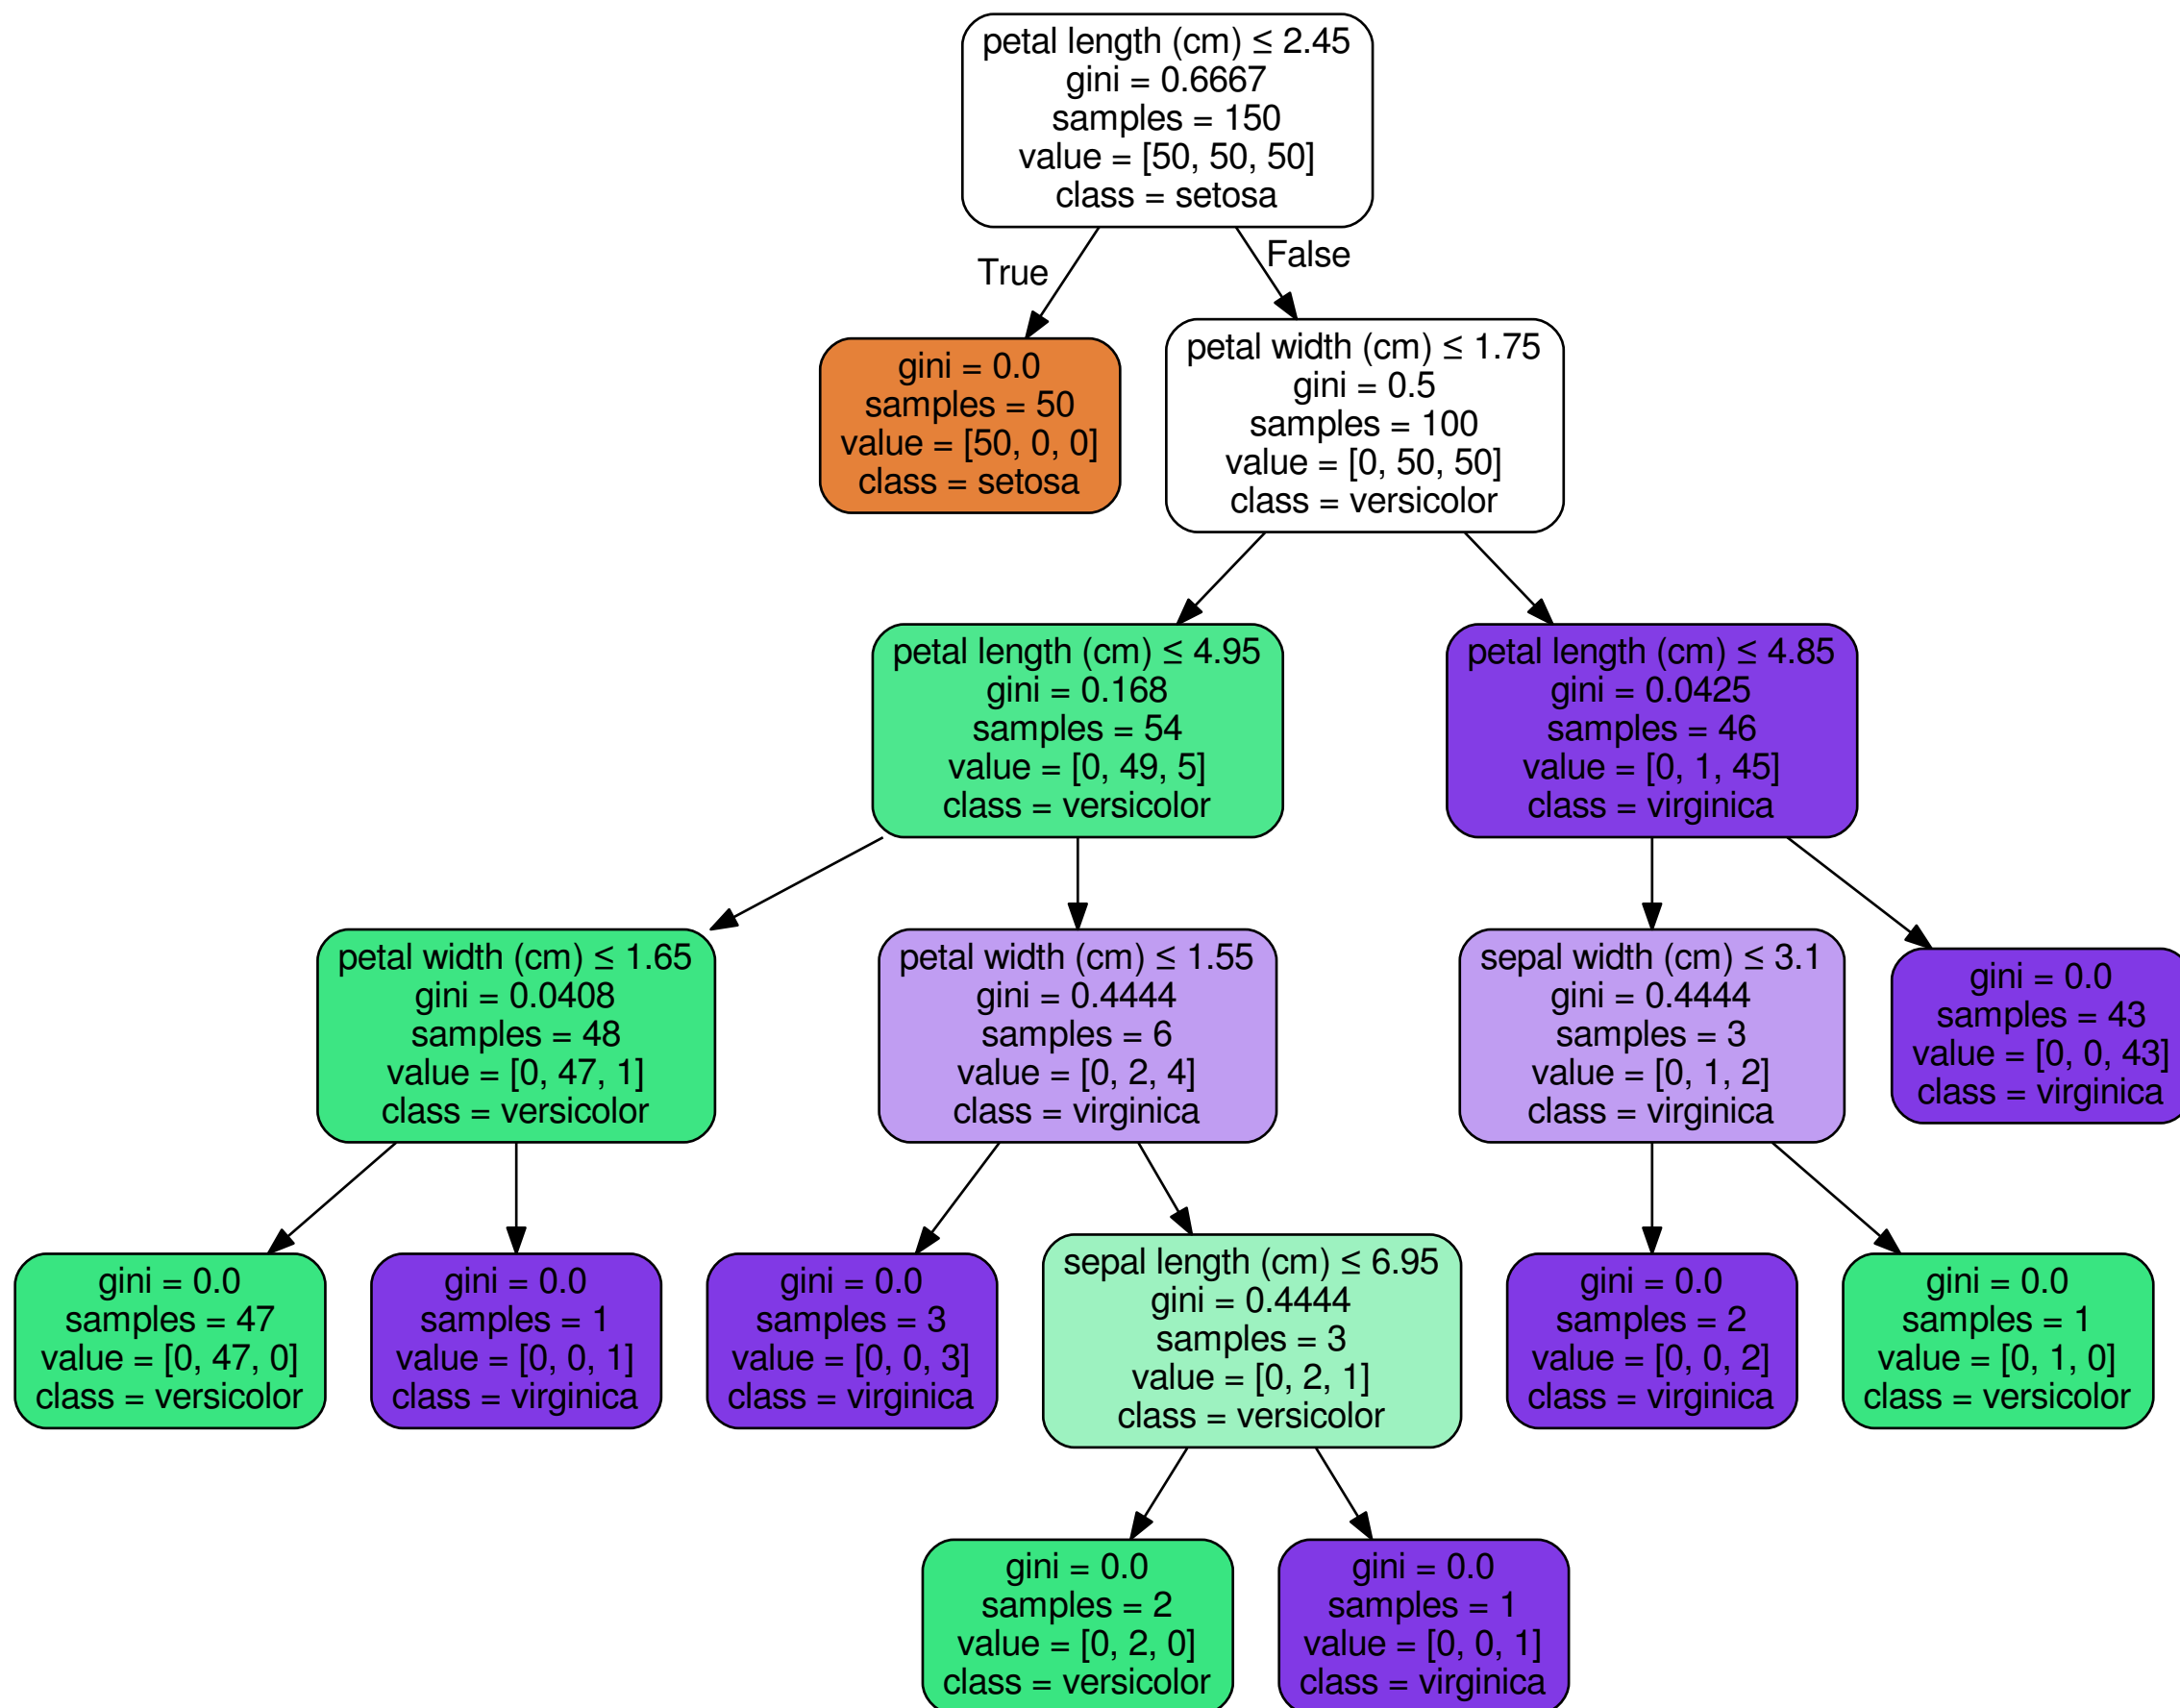 petal length (cm) ≤ 2.45
gini = 0.6667
samples = 150
value = [50, 50, 50]
class = setosa
True
False
gini = 0.0
samples = 50
value = [50, 0, 0]
class = setosa
petal width (cm) ≤ 1.75
gini = 0.5
samples = 100
value = [0, 50, 50]
class = versicolor
petal length (cm) ≤ 4.95
gini = 0.168
samples = 54
value = [0, 49, 5]
class = versicolor
petal length (cm) ≤ 4.85
gini = 0.0425
samples = 46
value = [0, 1, 45]
class = virginica
petal width (cm) ≤ 1.65
gini = 0.0408
samples = 48
value = [0, 47, 1]
class = versicolor
petal width (cm) ≤ 1.55
gini = 0.4444
samples = 6
value = [0, 2, 4]
class = virginica
sepal width (cm) ≤ 3.1
gini = 0.4444
samples = 3
value = [0, 1, 2]
class = virginica
gini = 0.0
samples = 43
value = [0, 0, 43]
class = virginica
gini = 0.0
samples = 47
value = [0, 47, 0]
class = versicolor
gini = 0.0
samples = 1
value = [0, 0, 1]
class = virginica
gini = 0.0
samples = 3
value = [0, 0, 3]
class = virginica
sepal length (cm) ≤ 6.95
gini = 0.4444
samples = 3
value = [0, 2, 1]
class = versicolor
gini = 0.0
samples = 2
value = [0, 0, 2]
class = virginica
gini = 0.0
samples = 1
value = [0, 1, 0]
class = versicolor
gini = 0.0
samples = 2
value = [0, 2, 0]
class = versicolor
gini = 0.0
samples = 1
value = [0, 0, 1]
class = virginica